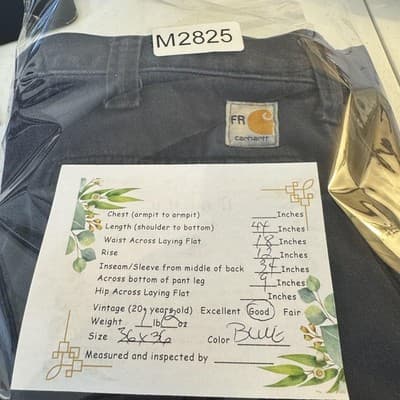 M2825
FR
carhartt
Chest (armpit to armpit) Inches
Length (shoulder to bottom) 44 Inches
Waist Across Laying Flat 18 Inches
Rise 12 Inches
Inseam/Sleeve from middle of back 34 Inches
Across bottom of pant leg 9 Inches
Hip Across Laying Flat Inches
Vintage (20+ years old) Excellent Good Fair
Weight 1 lb oz
Size 36x36 Color BLUE
Measured and inspected by